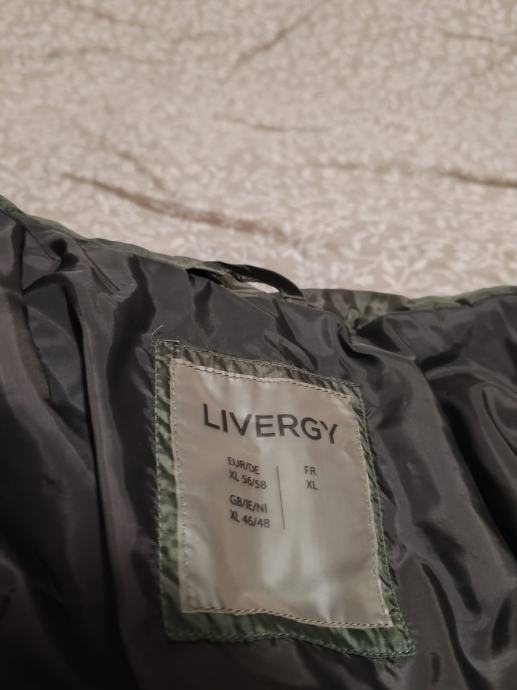 LIVERGY
EUR/DE
XL 56/58
GB/IE/NI
XL 46/48
FR
XL